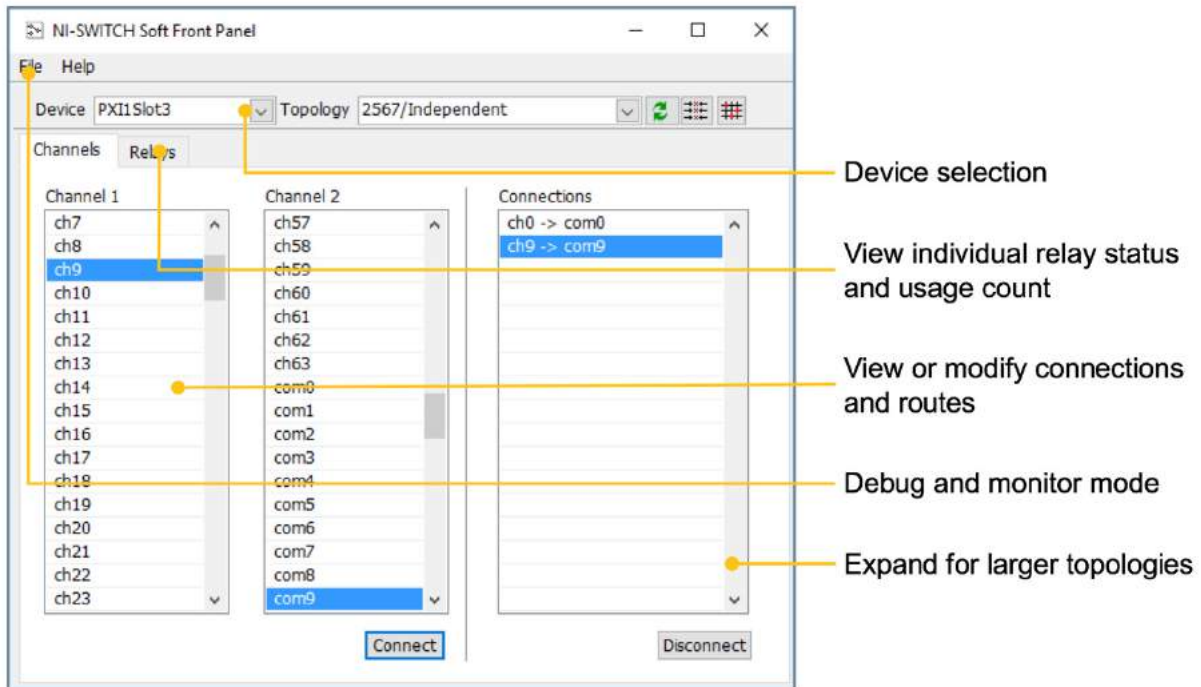 NI-SWITCH Soft Front Panel
File Help
Device PXI1Slot3 Topology 2567/Independent
Channels Relays
Channel 1
ch7
ch8
ch9
ch10
ch11
ch12
ch13
ch14
ch15
ch16
ch17
ch18
ch19
ch20
ch21
ch22
ch23
Channel 2
ch57
ch58
ch59
ch60
ch61
ch62
ch63
com0
com1
com2
com3
com4
com5
com6
com7
com8
com9
Connect
Connections
ch0 -> com0
ch9 -> com9
Disconnect
Device selection
View individual relay status
and usage count
View or modify connections
and routes
Debug and monitor mode
Expand for larger topologies